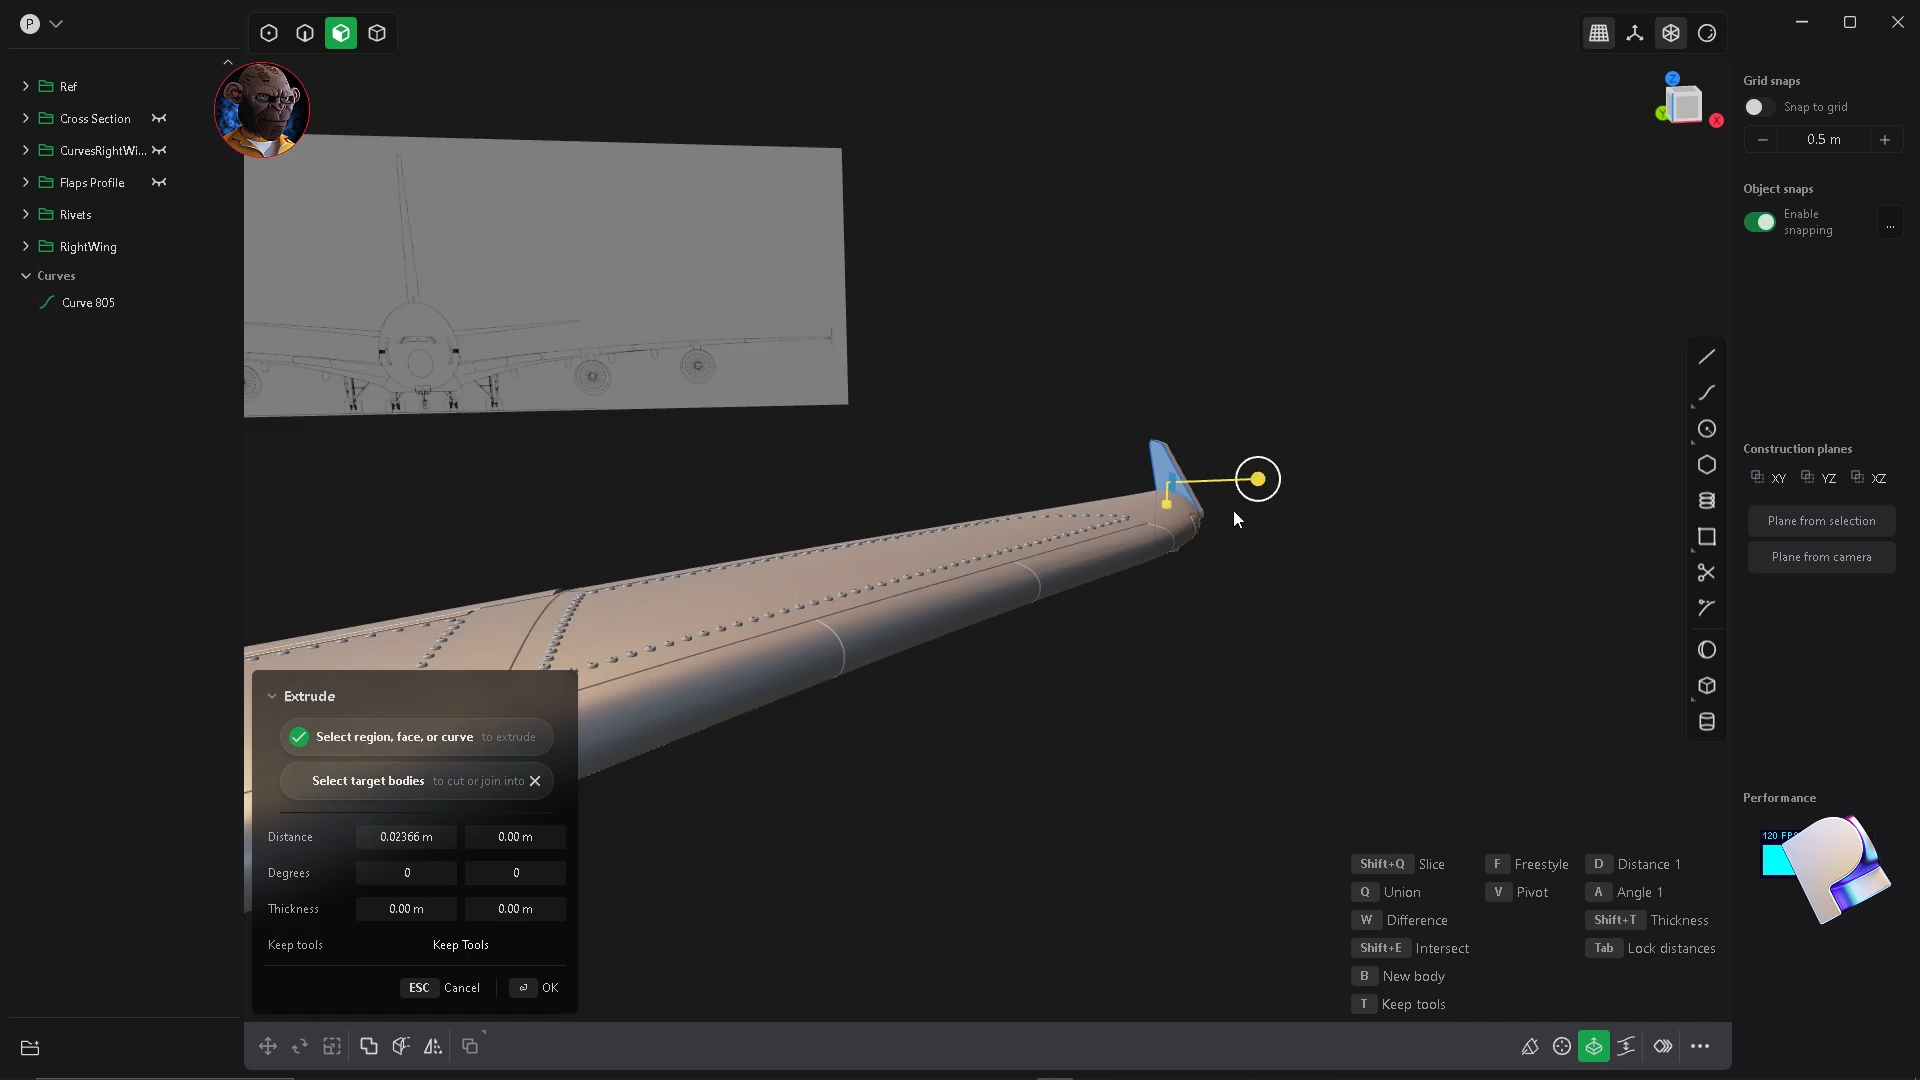 P
Ref
Cross Section
CurvesRightWi...
Flaps Profile
Rivets
RightWing
Curves
Curve 805
Z
Y
X
Grid snaps
Snap to grid
0.5 m
Object snaps
Enable
snapping
...
Construction planes
XY YZ XZ
Plane from selection
Plane from camera
Extrude
Select region, face, or curve to extrude
Select target bodies to cut or join into
Distance 0.02366 m 0.00 m
Degrees 0 0
Thickness 0.00 m 0.00 m
Keep tools Keep Tools
ESC Cancel OK
Shift+Q Slice F Freestyle D Distance 1
Q Union V Pivot A Angle 1
W Difference Shift+T Thickness
Shift+E Intersect Tab Lock distances
B New body
T Keep tools
Performance
120 FPS